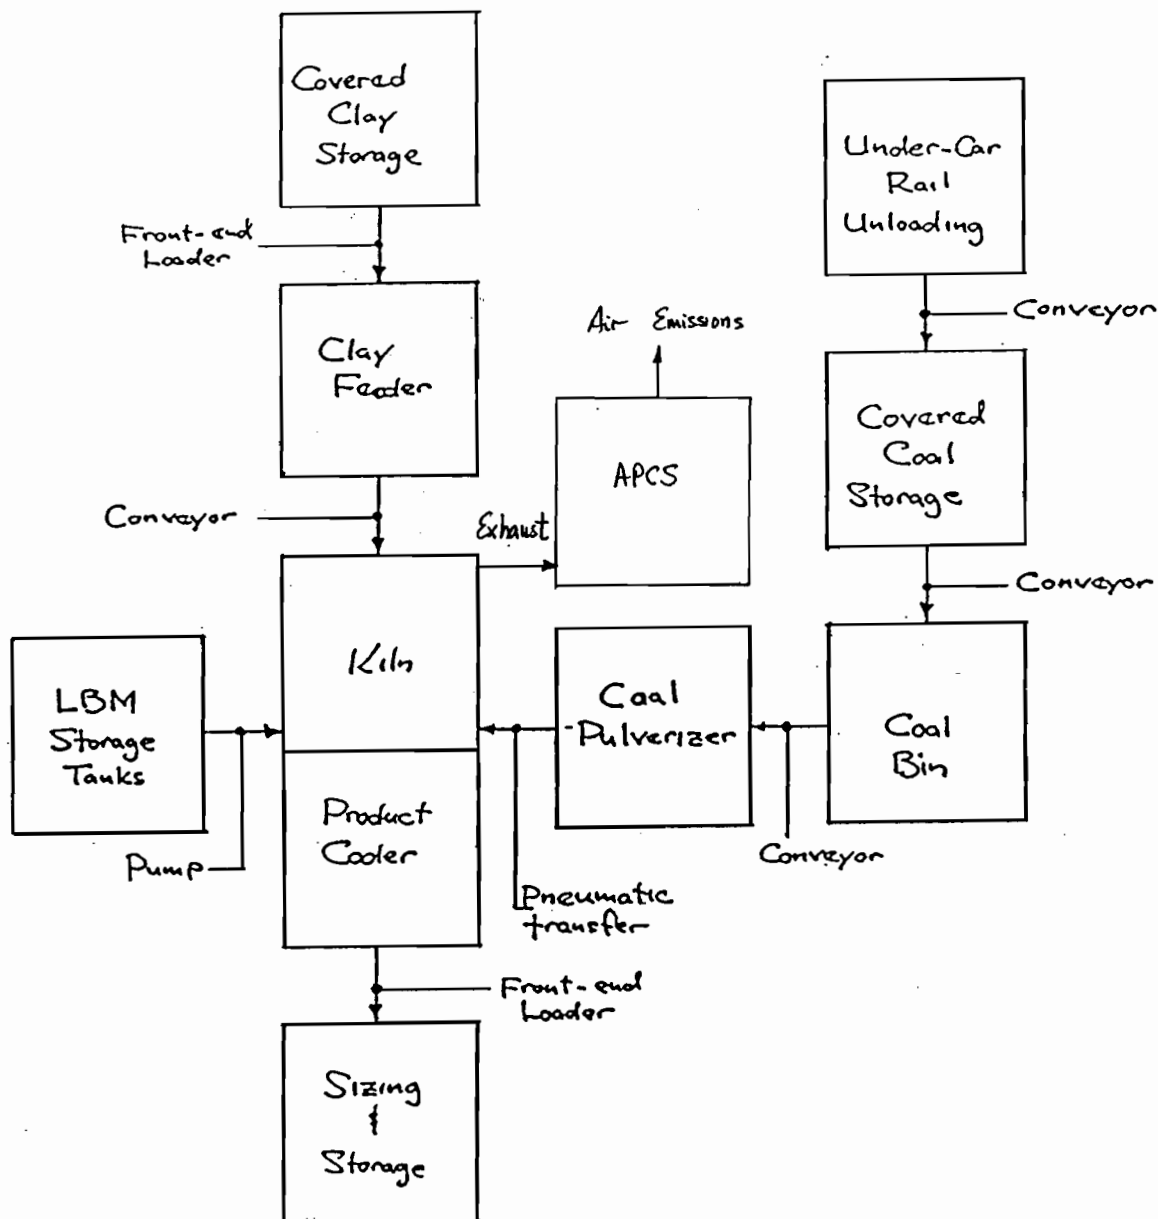 Covered
Clay
Storage
Under-Car
Rail
Unloading
Front-end
Loader
Conveyor
Air Emissions
Clay
Feeder
APCS
Covered
Coal
Storage
Conveyor
Exhaust
Conveyor
Kiln
LBM
Storage
Tanks
Coal
Pulverizer
Coal
Bin
Product
Cooler
Pump
Conveyor
Pneumatic
transfer
Front-end
Loader
Sizing
&
Storage